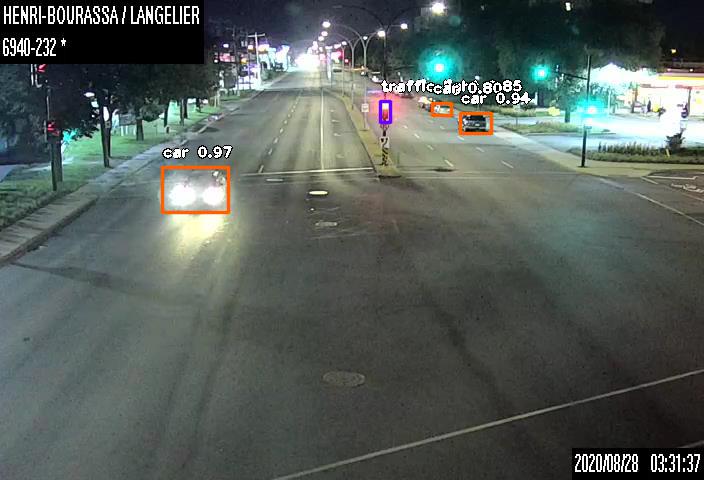 HENRI-BOURASSA / LANGELIER
6940-232 *
car 0.94
car 0.97
2020/08/28 03:31:37